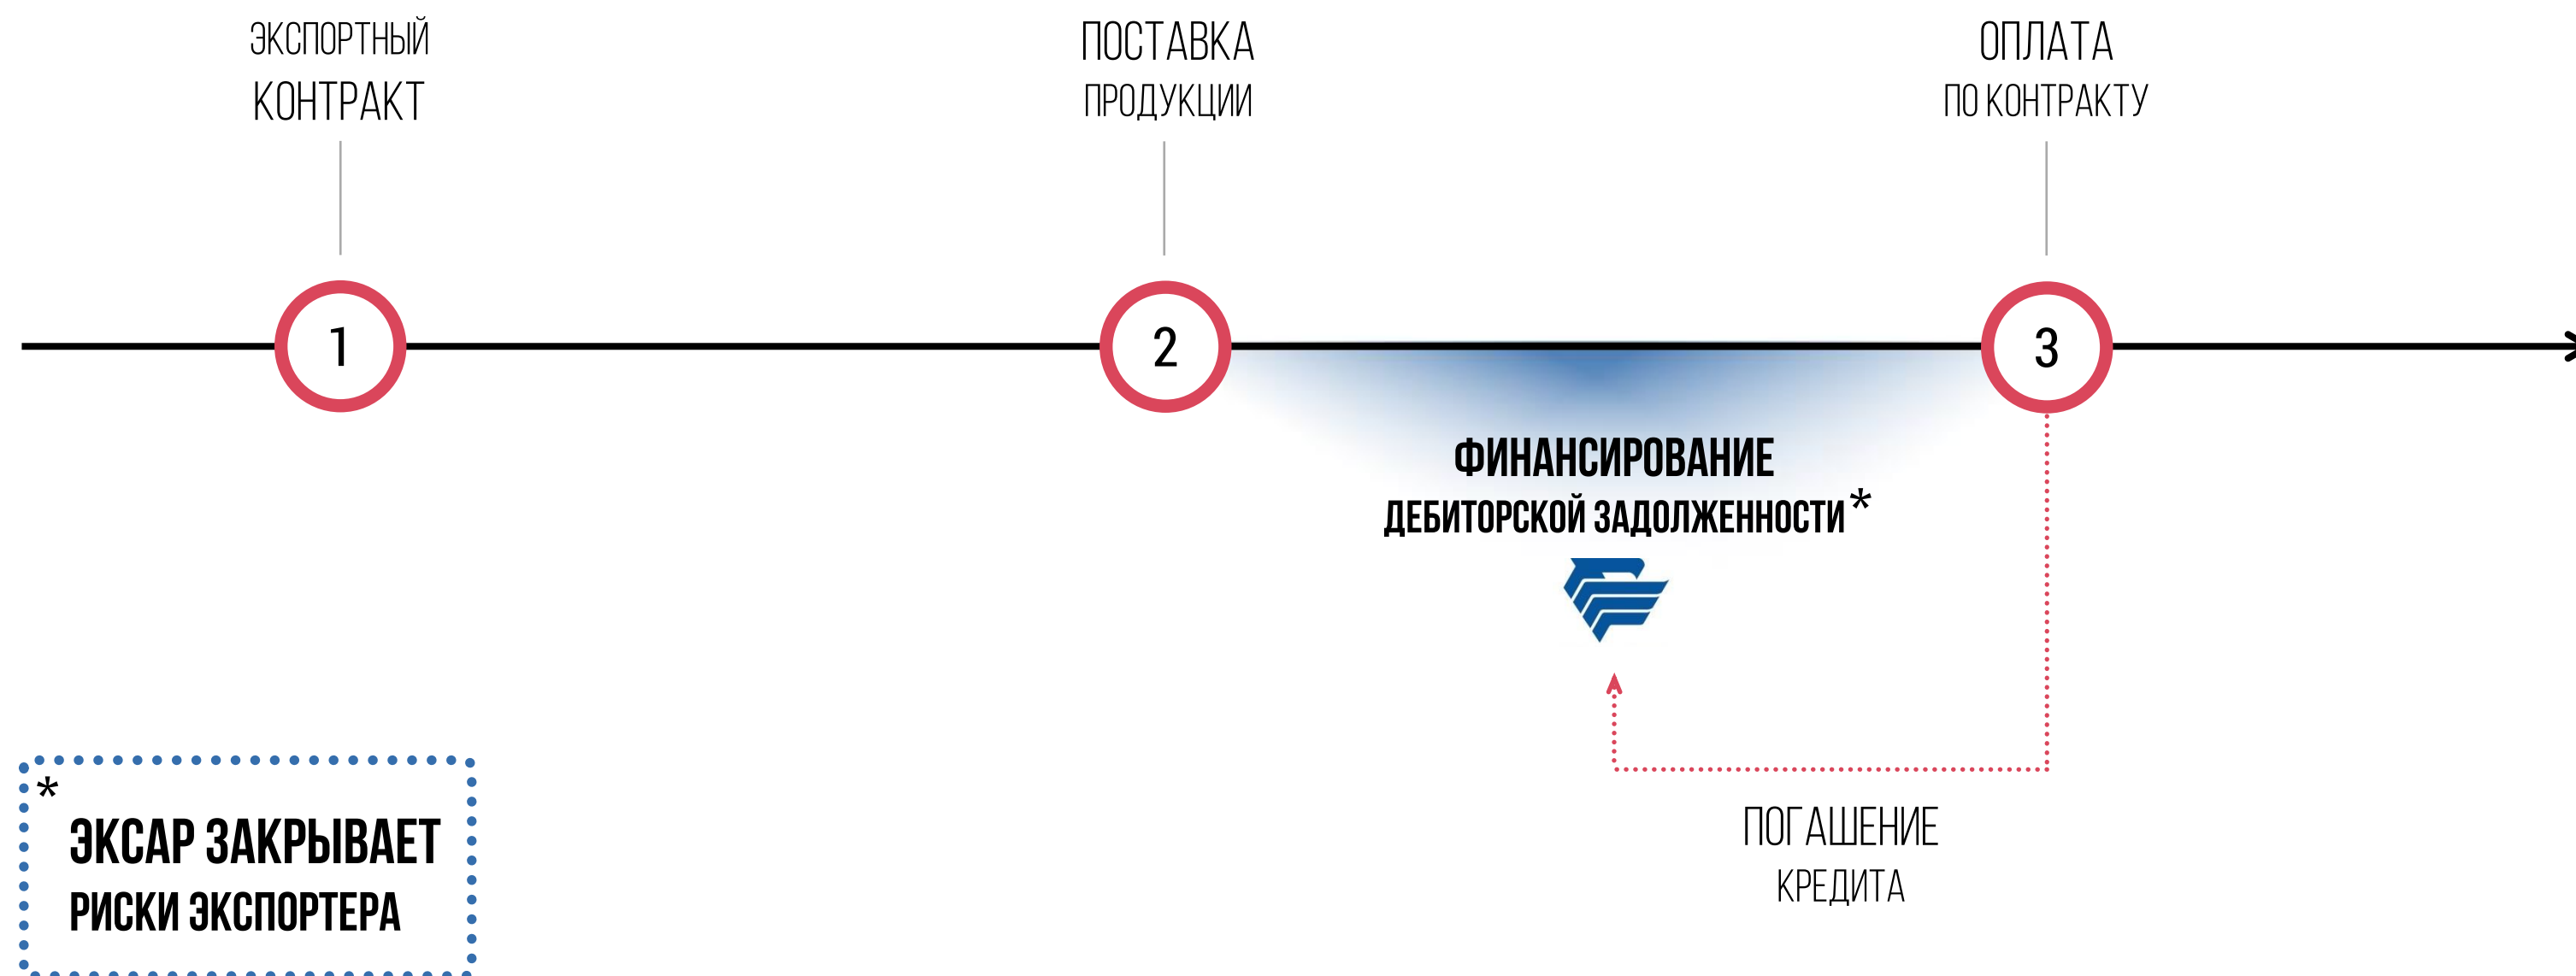 ЭКСПОРТНЫЙ
КОНТРАКТ
ПОСТАВКА
ПРОДУКЦИИ
ОПЛАТА
ПО КОНТРАКТУ
1
2
3
ФИНАНСИРОВАНИЕ
ДЕБИТОРСКОЙ ЗАДОЛЖЕННОСТИ*
ПОГАШЕНИЕ
КРЕДИТА
*
ЭКСАР ЗАКРЫВАЕТ
РИСКИ ЭКСПОРТЕРА